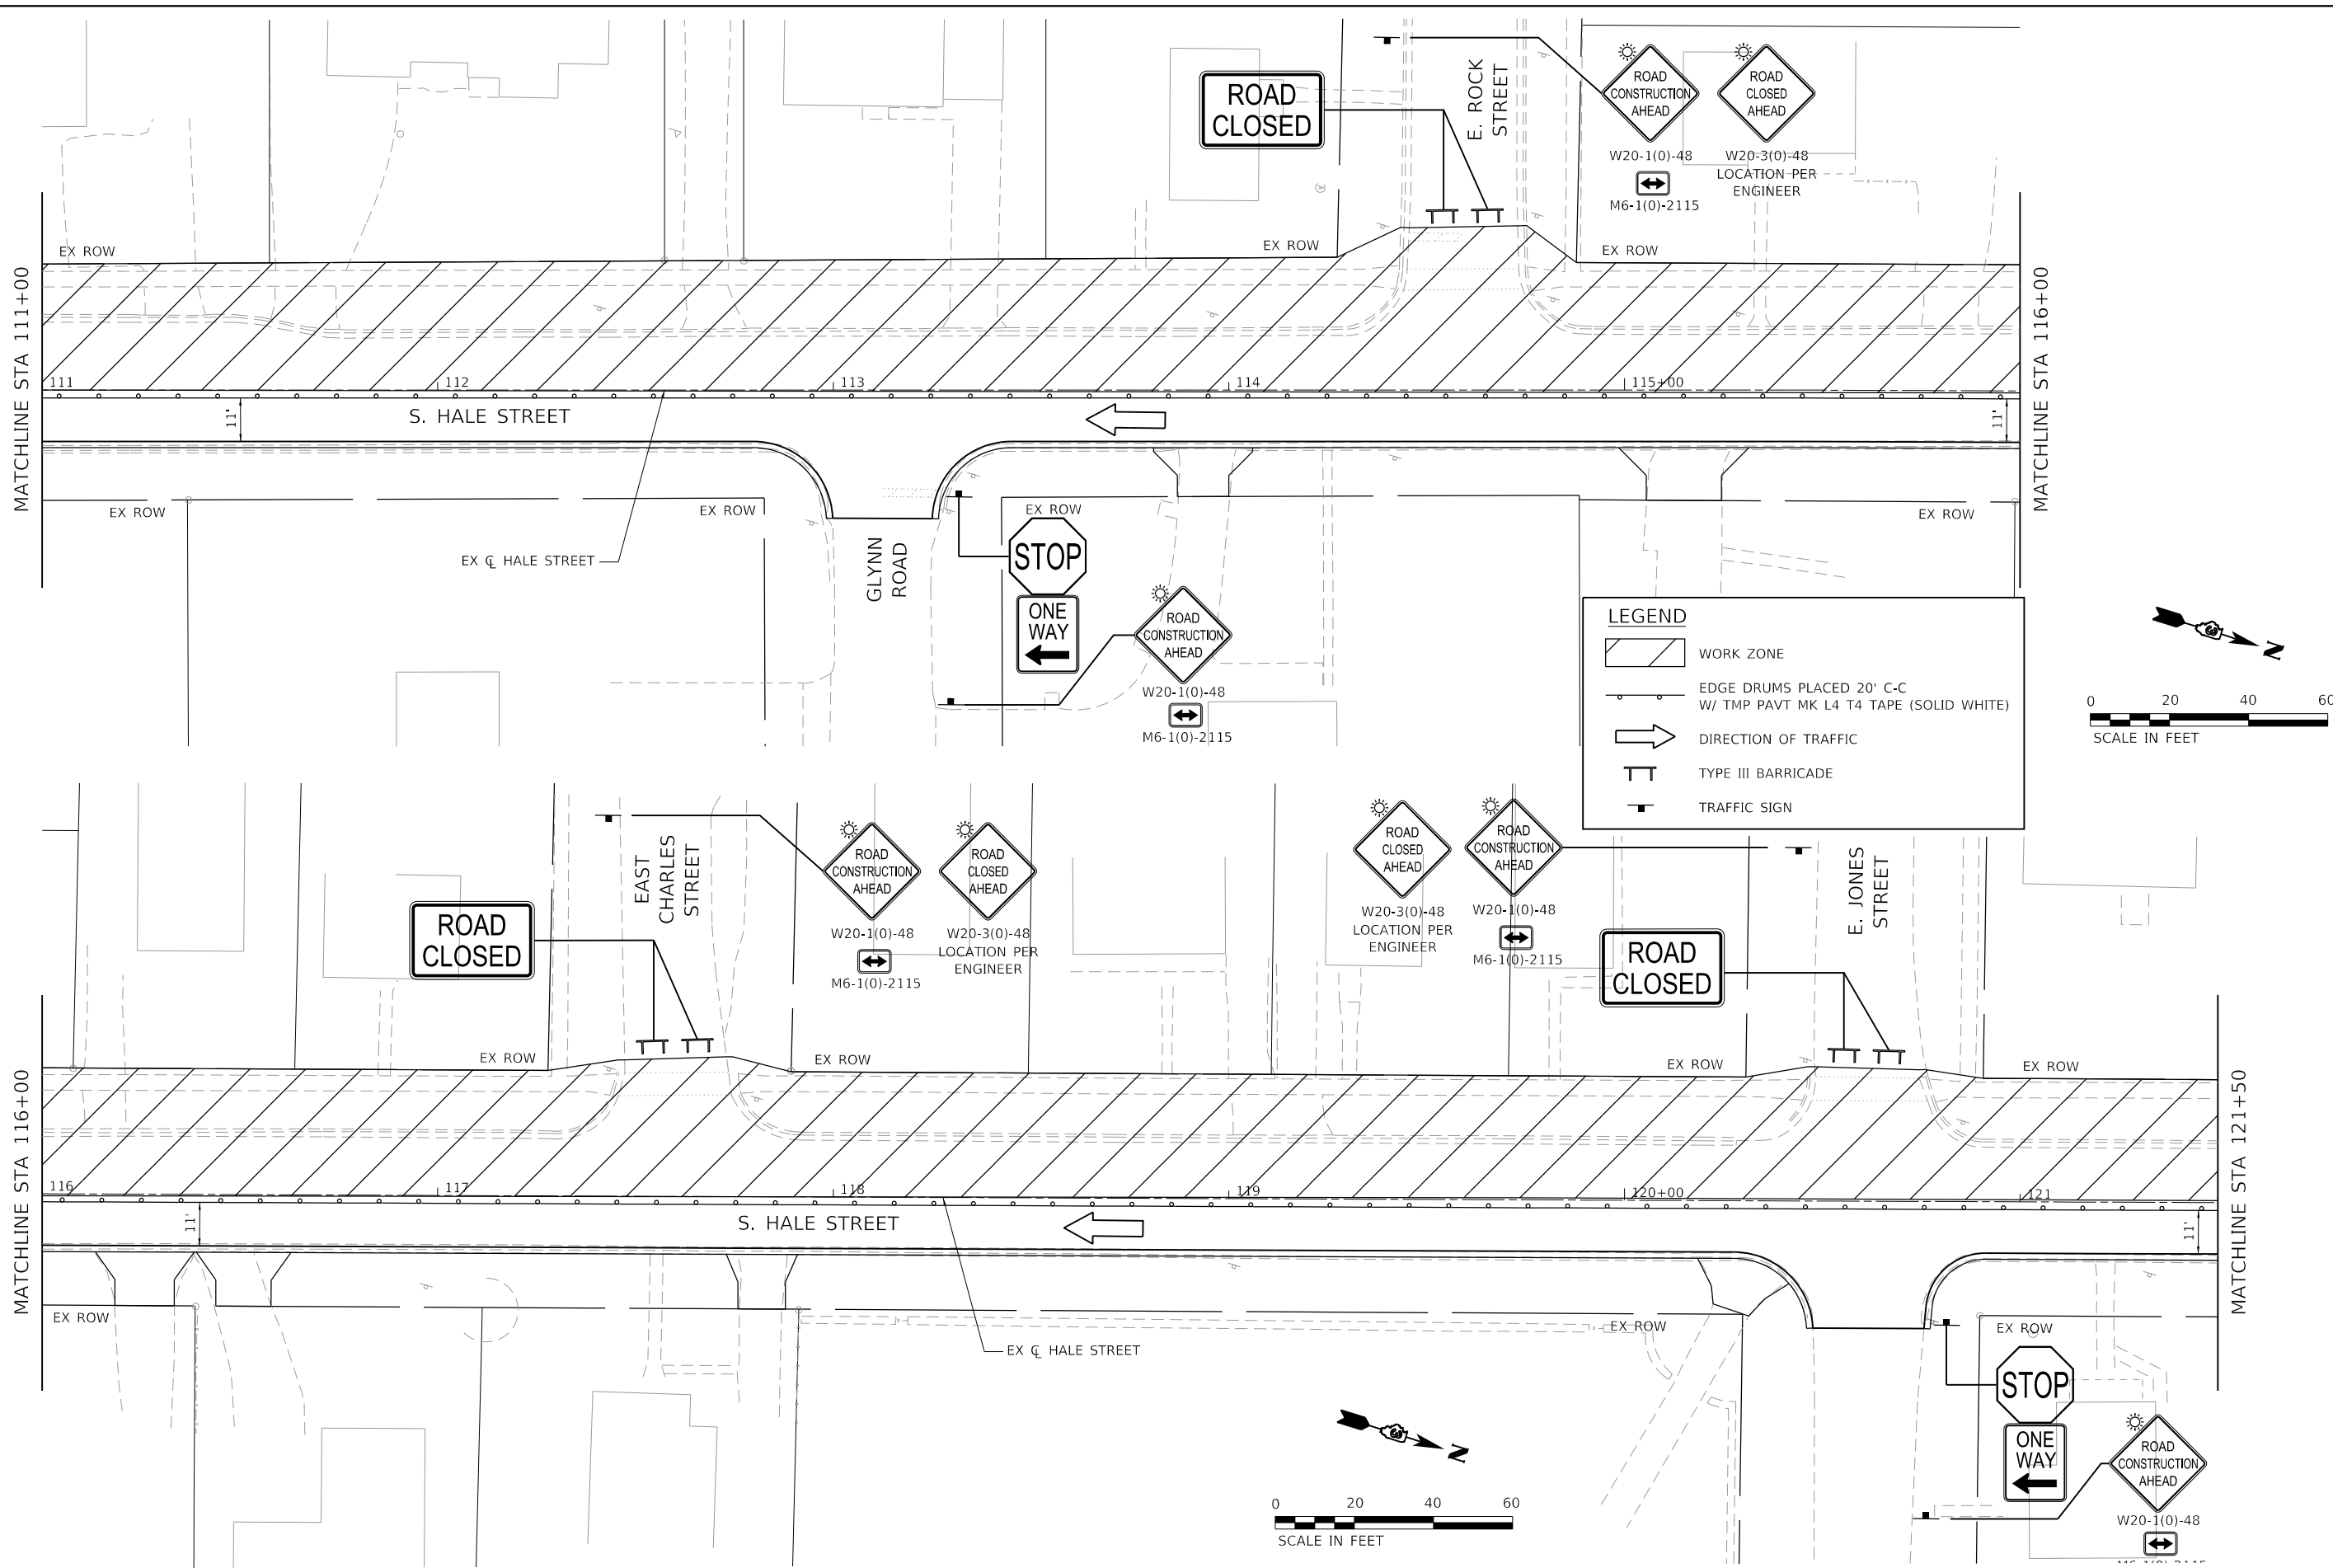 ROAD
CLOSED
E. ROCK
STREET
ROAD
CONSTRUCTION
AHEAD
ROAD
CLOSED
AHEAD
W20-1(0)-48
W20-3(0)-48
LOCATION PER
ENGINEER
M6-1(0)-2115
EX ROW
EX ROW
EX ROW
MATCHLINE STA 111+00
111
112
113
114
115+00
MATCHLINE STA 116+00
11'
S. HALE STREET
11'
EX ROW
EX ROW
EX ROW
EX ROW
EX ℄ HALE STREET
GLYNN
ROAD
STOP
ONE
WAY
ROAD
CONSTRUCTION
AHEAD
W20-1(0)-48
M6-1(0)-2115
LEGEND
WORK ZONE
EDGE DRUMS PLACED 20' C-C
W/ TMP PAVT MK L4 T4 TAPE (SOLID WHITE)
DIRECTION OF TRAFFIC
TYPE III BARRICADE
TRAFFIC SIGN
N
0 20 40 60
SCALE IN FEET
ROAD
CLOSED
EAST
CHARLES
STREET
ROAD
CONSTRUCTION
AHEAD
ROAD
CLOSED
AHEAD
W20-1(0)-48
W20-3(0)-48
LOCATION PER
ENGINEER
M6-1(0)-2115
ROAD
CLOSED
AHEAD
ROAD
CONSTRUCTION
AHEAD
W20-3(0)-48
LOCATION PER
ENGINEER
W20-1(0)-48
M6-1(0)-2115
ROAD
CLOSED
E. JONES
STREET
EX ROW
EX ROW
EX ROW
EX ROW
MATCHLINE STA 116+00
116
117
118
119
120+00
121
MATCHLINE STA 121+50
11'
S. HALE STREET
11'
EX ROW
EX ℄ HALE STREET
EX ROW
EX ROW
STOP
ONE
WAY
ROAD
CONSTRUCTION
AHEAD
W20-1(0)-48
M6-1(0)-2115
N
0 20 40 60
SCALE IN FEET